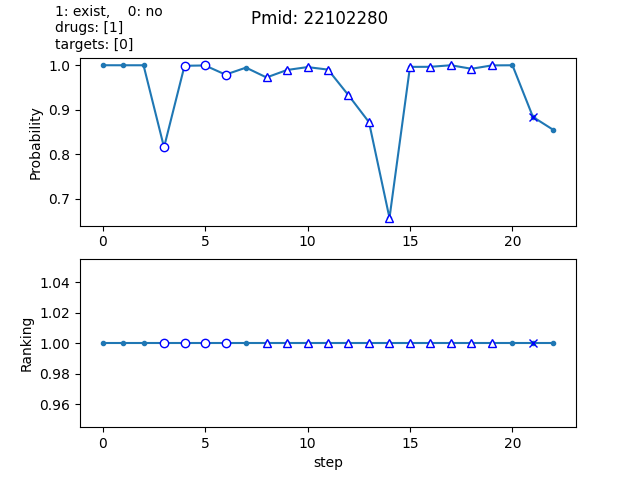 1: exist,    0: no
Pmid: 22102280
drugs: [1]
targets: [0]
1.0
0.9
0.8
0.7
Probability
0 5 10 15 20
1.04
1.02
1.00
0.98
0.96
Ranking
0 5 10 15 20
step